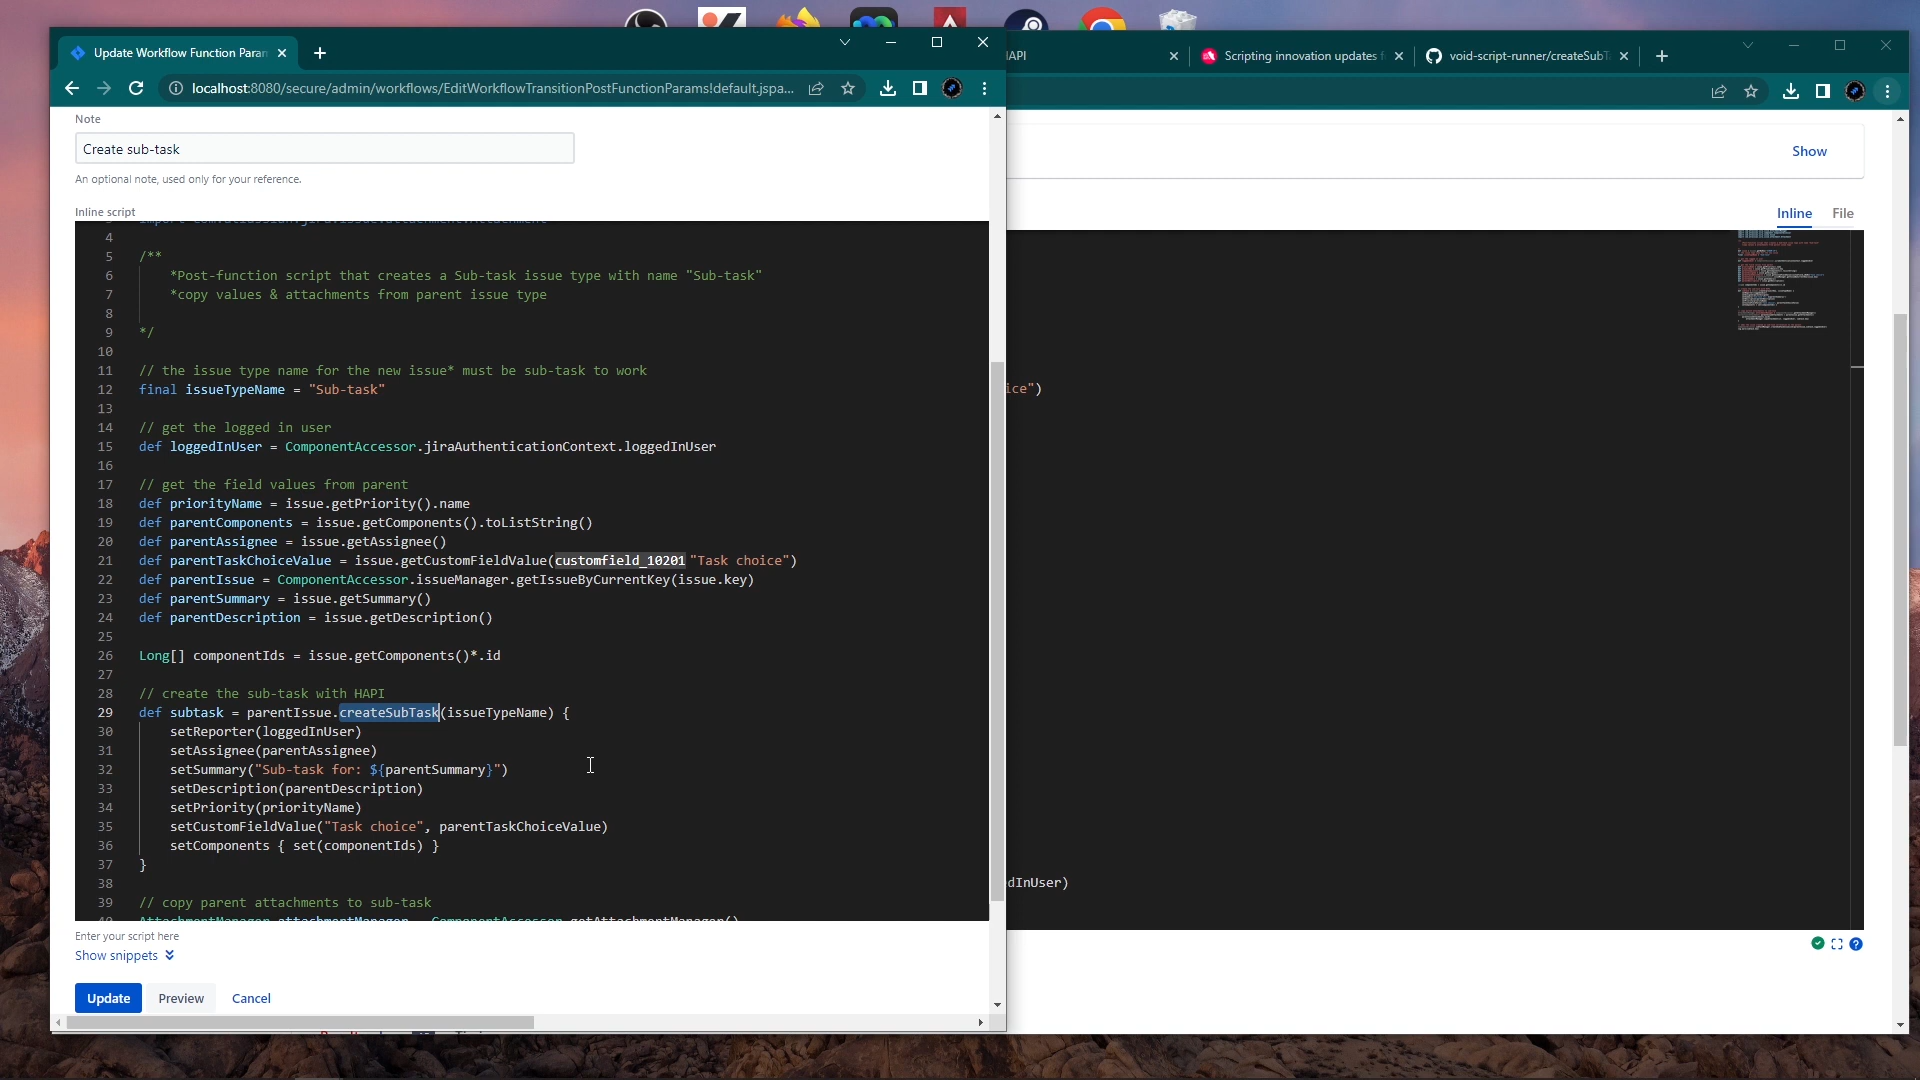 Update Workflow Function Param
API
Scripting innovation updates f
void-script-runner/createSubT
localhost:8080/secure/admin/workflows/EditWorkflowTransitionPostFunctionParams!default.jspa...
Note
Create sub-task
An optional note, used only for your reference.
Show
Inline script
Inline
File
4
5 /**
6 *Post-function script that creates a Sub-task issue type with name "Sub-task"
7 *copy values & attachments from parent issue type
8
9 */
10
11 // the issue type name for the new issue* must be sub-task to work
12 final issueTypeName = "Sub-task"
ice")
13
14 // get the logged in user
15 def loggedInUser = ComponentAccessor.jiraAuthenticationContext.loggedInUser
16
17 // get the field values from parent
18 def priorityName = issue.getPriority().name
19 def parentComponents = issue.getComponents().toListString()
20 def parentAssignee = issue.getAssignee()
21 def parentTaskChoiceValue = issue.getCustomFieldValue(customfield_10201 "Task choice")
22 def parentIssue = ComponentAccessor.issueManager.getIssueByCurrentKey(issue.key)
23 def parentSummary = issue.getSummary()
24 def parentDescription = issue.getDescription()
25
26 Long[] componentIds = issue.getComponents()*.id
27
28 // create the sub-task with HAPI
29 def subtask = parentIssue.createSubTask(issueTypeName) {
30 setReporter(loggedInUser)
31 setAssignee(parentAssignee)
32 setSummary("Sub-task for: ${parentSummary}")
33 setDescription(parentDescription)
34 setPriority(priorityName)
35 setCustomFieldValue("Task choice", parentTaskChoiceValue)
36 setComponents { set(componentIds) }
37 }
38
dInUser)
39 // copy parent attachments to sub-task
40 AttachmentManager attachmentManager = ComponentAccessor.getAttachmentManager()
Enter your script here
Show snippets
Update
Preview
Cancel